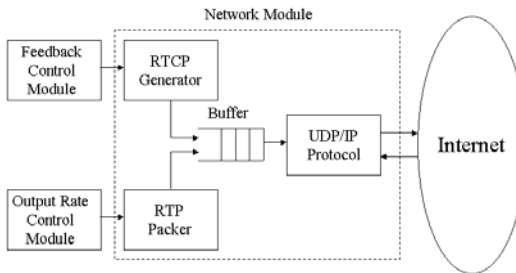 Network Module
Feedback
Control
Module
RTCP
Generator
Buffer
UDP/IP
Protocol
Internet
Output Rate
Control
Module
RTP
Packer